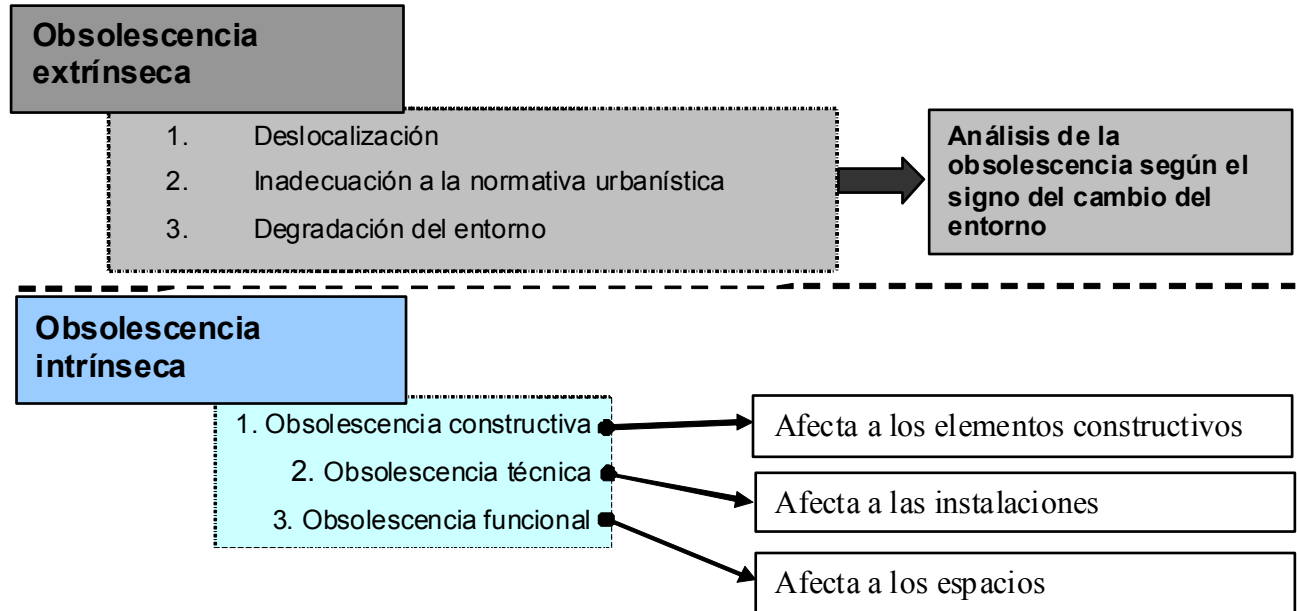 Obsolescencia
extrínseca
1. Deslocalización
2. Inadecuación a la normativa urbanística
3. Degradación del entorno
Análisis de la
obsolescencia según el
signo del cambio del
entorno
Obsolescencia
intrínseca
1. Obsolescencia constructiva
2. Obsolescencia técnica
3. Obsolescencia funcional
Afecta a los elementos constructivos
Afecta a las instalaciones
Afecta a los espacios